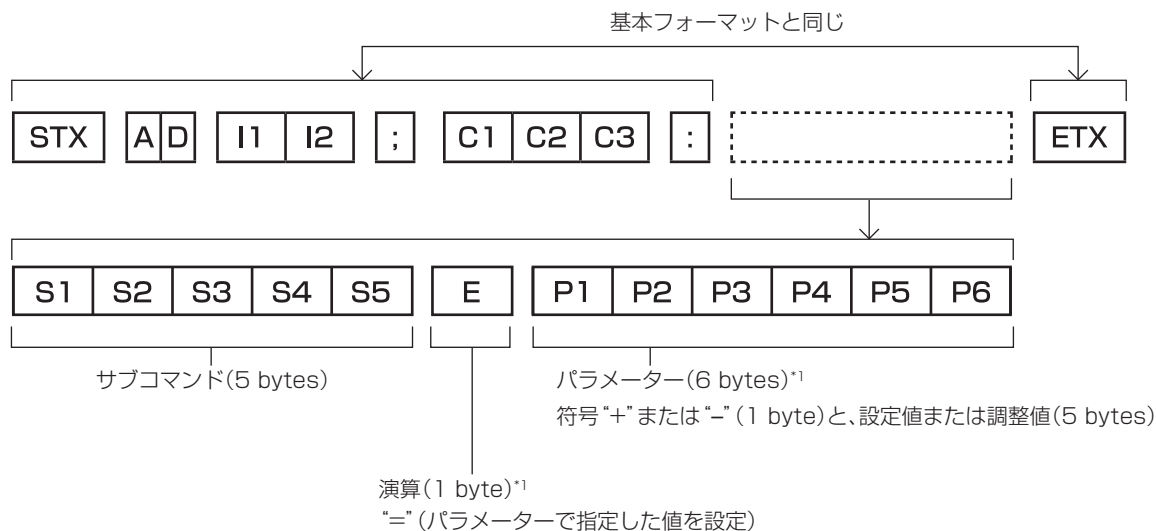 基本フォーマットと同じ
STX A D I1 I2 ; C1 C2 C3 : ETX
S1 S2 S3 S4 S5 E P1 P2 P3 P4 P5 P6
サブコマンド(5 bytes)
パラメーター(6 bytes)*1
符号“+”または“–”(1 byte)と、設定値または調整値(5 bytes)
演算(1 byte)*1
“=”(パラメーターで指定した値を設定)